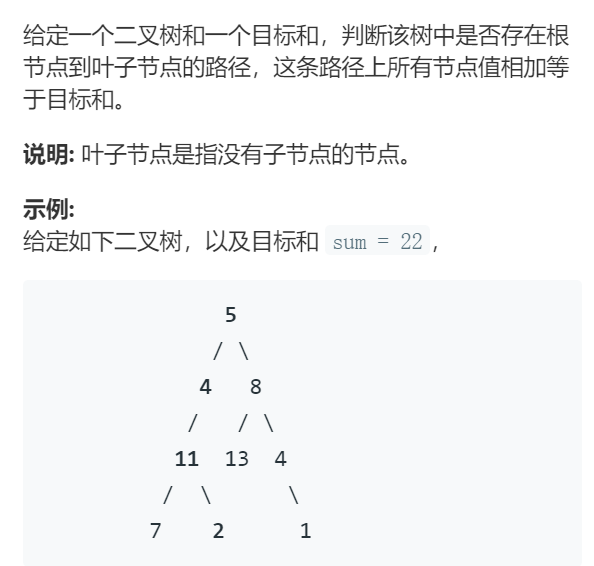 给定一个二叉树和一个目标和，判断该树中是否存在根
节点到叶子节点的路径，这条路径上所有节点值相加等
于目标和。
说明: 叶子节点是指没有子节点的节点。
示例:
给定如下二叉树，以及目标和 sum = 22，
5
/ \
4 8
/ / \
11 13 4
/ \ \
7 2 1